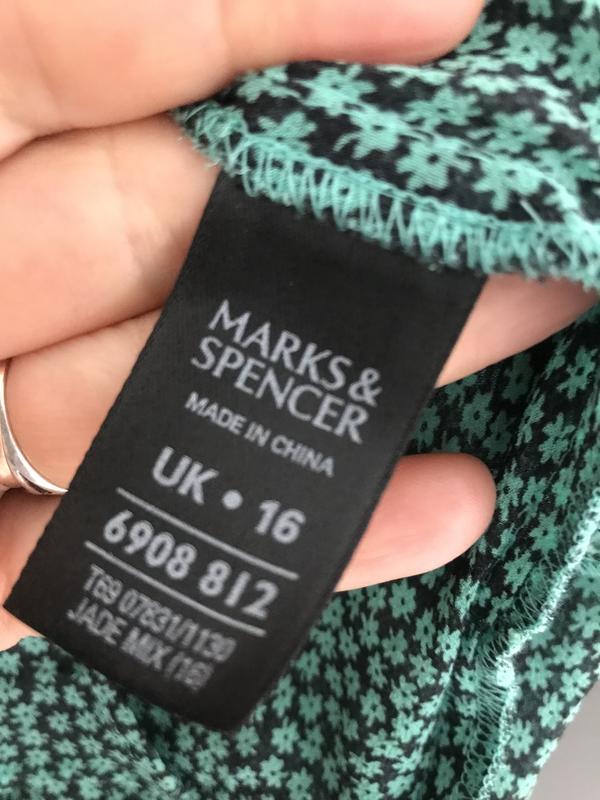 MARKS &
SPENCER
MADE IN CHINA
UK • 16
6908 812
T69 07831/1130
JADE MIX (16)